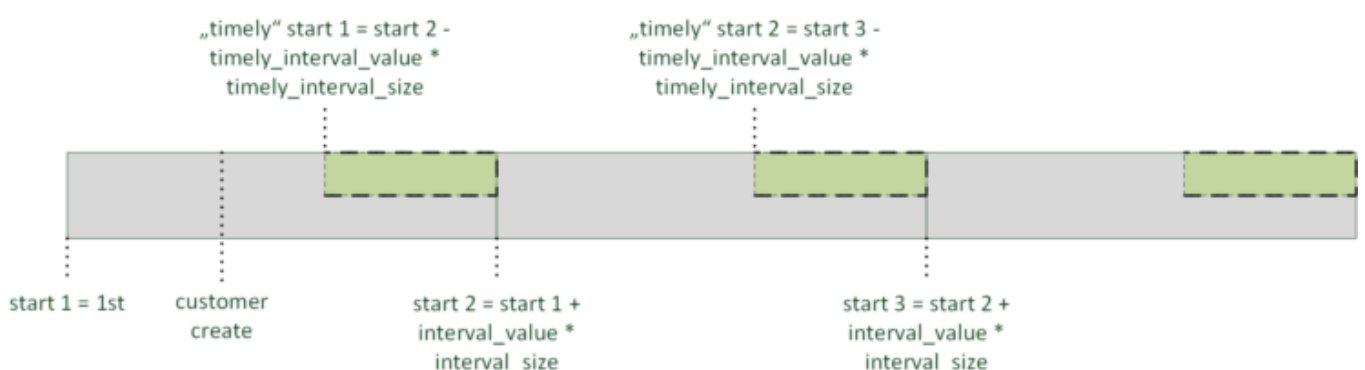 „timely“ start 1 = start 2 -
timely_interval_value *
timely_interval_size
„timely“ start 2 = start 3 -
timely_interval_value *
timely_interval_size
start 1 = 1st
customer
create
start 2 = start 1 +
interval_value *
interval_size
start 3 = start 2 +
interval_value *
interval_size